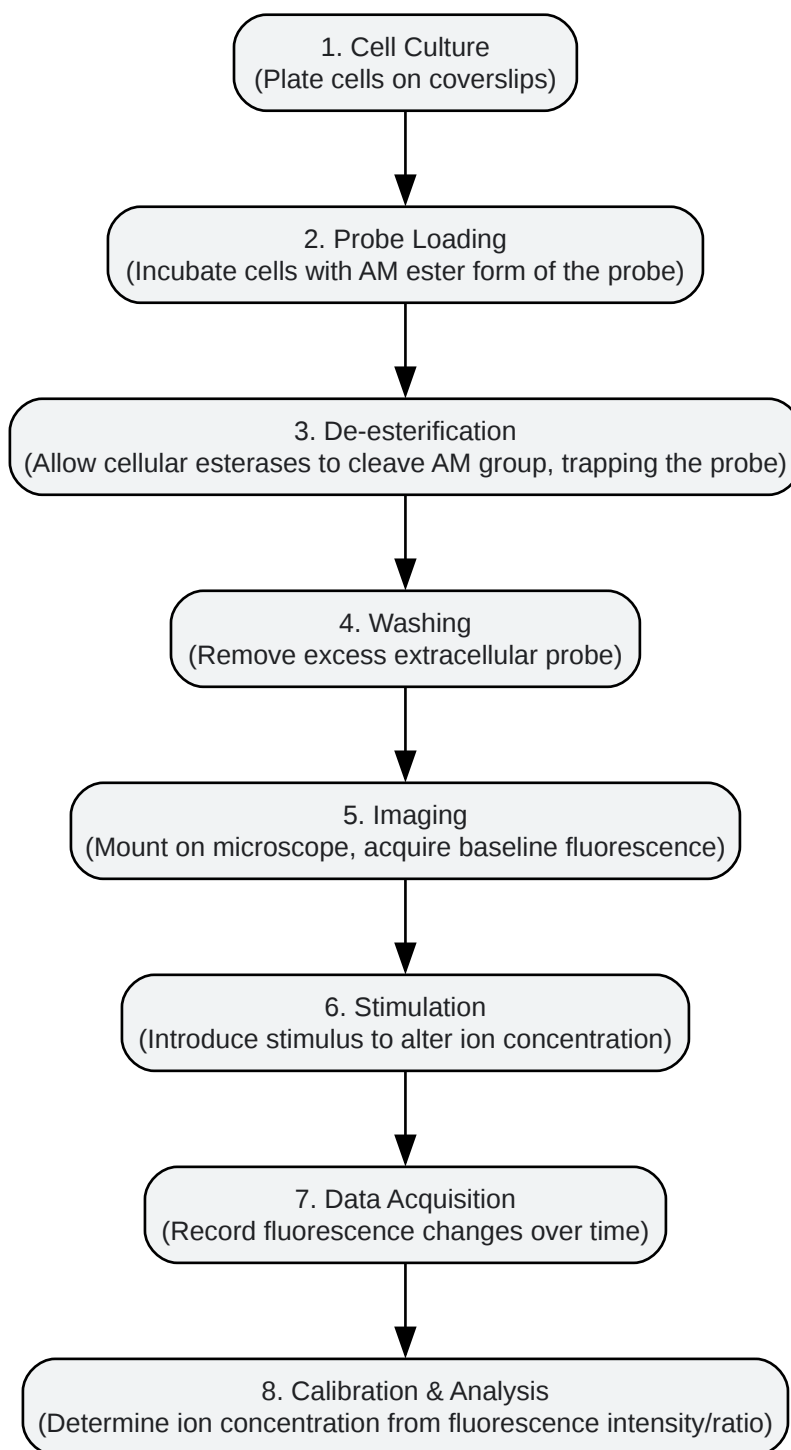 1. Cell Culture
(Plate cells on coverslips)
2. Probe Loading
(Incubate cells with AM ester form of the probe)
3. De-esterification
(Allow cellular esterases to cleave AM group, trapping the probe)
4. Washing
(Remove excess extracellular probe)
5. Imaging
(Mount on microscope, acquire baseline fluorescence)
6. Stimulation
(Introduce stimulus to alter ion concentration)
7. Data Acquisition
(Record fluorescence changes over time)
8. Calibration & Analysis
(Determine ion concentration from fluorescence intensity/ratio)